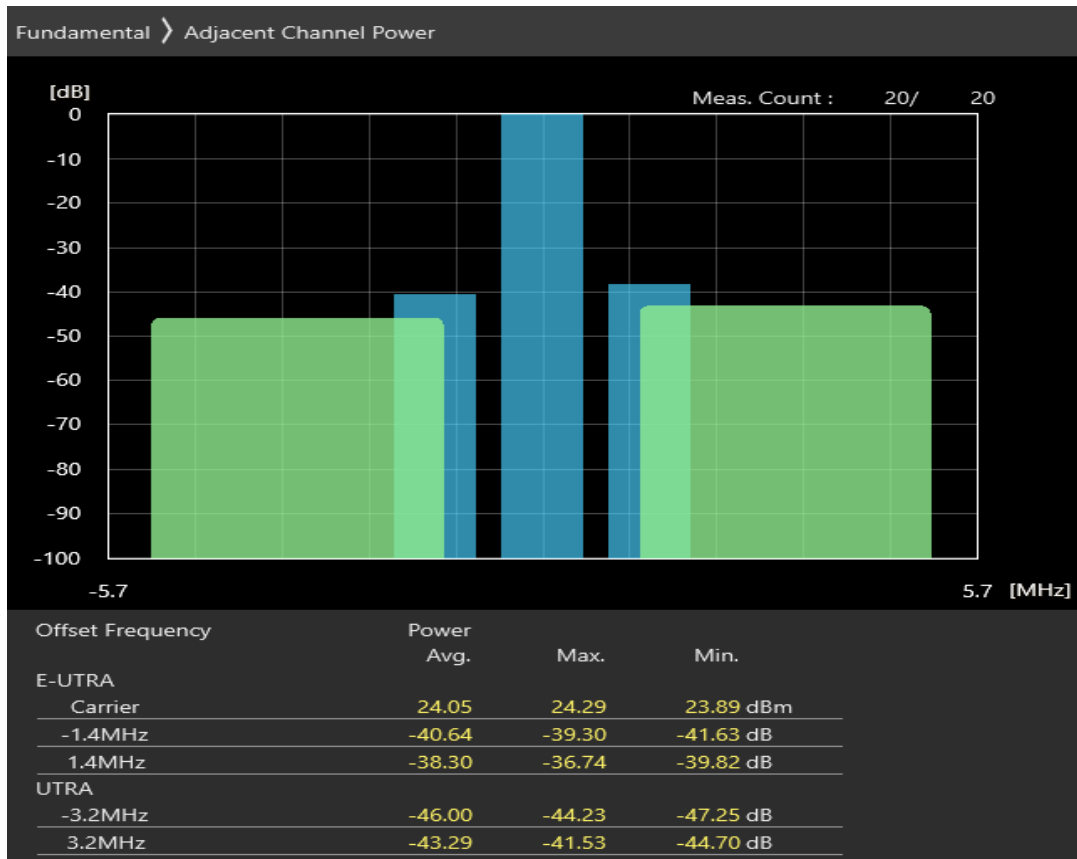 Fundamental 〉 Adjacent Channel Power
[dB]
Meas. Count : 20/ 20
0
-10
-20
-30
-40
-50
-60
-70
-80
-90
-100
-5.7 5.7 [MHz]
Offset Frequency Power
Avg. Max. Min.
E-UTRA
Carrier 24.05 24.29 23.89 dBm
-1.4MHz -40.64 -39.30 -41.63 dB
1.4MHz -38.30 -36.74 -39.82 dB
UTRA
-3.2MHz -46.00 -44.23 -47.25 dB
3.2MHz -43.29 -41.53 -44.70 dB